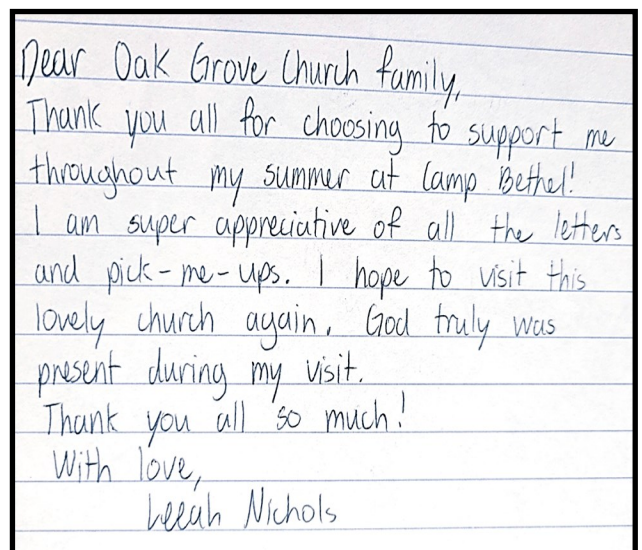 Dear Oak Grove Church family,
Thank you all for choosing to support me
throughout my summer at Camp Bethel!
I am super appreciative of all the letters
and pick-me-ups. I hope to visit this
lovely church again. God truly was
present during my visit.
Thank you all so much!
With love,
Leeah Nichols